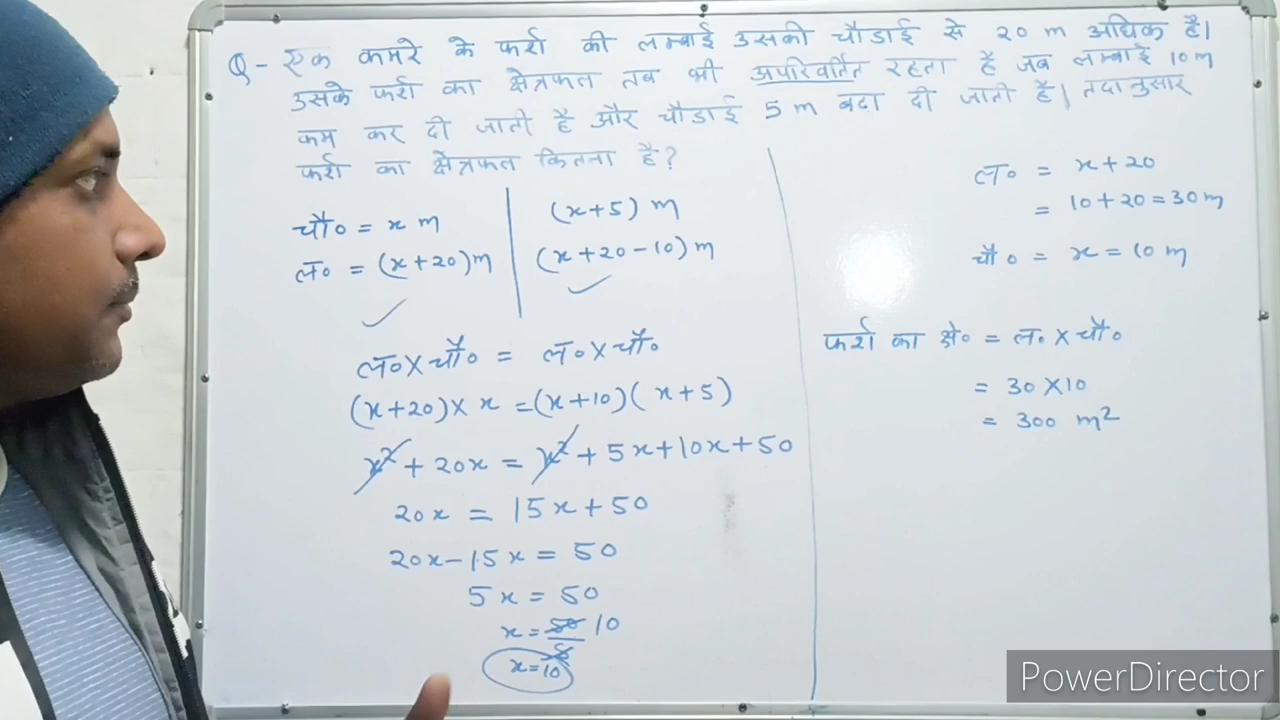 Q - एक कमरे के फर्श की लम्बाई उसकी चौडाई से 20 m अधिक है।
उसके फर्श का क्षेत्रफल तब भी अपरिवर्तित रहता है जब लम्बाई 10 m
कम कर दी जाती है और चौडाई 5 m बढा दी जाती है। तदानुसार
फर्श का क्षेत्रफल कितना है?
चौ० = x m
ल० = (x+20)m
(x+5) m
(x+20-10)m
ल० X चौ० = ल० X चौ०
(x+20) X x = (x+10)(x+5)
x² + 20x = x² + 5x + 10x + 50
20x = 15x + 50
20x - 15x = 50
5x = 50
x = 50/5 10
x = 10
ल० = x + 20
= 10 + 20 = 30 m
चौ० = x = 10 m
फर्श का क्षे० = ल० X चौ०
= 30 X 10
= 300 m²
PowerDirector